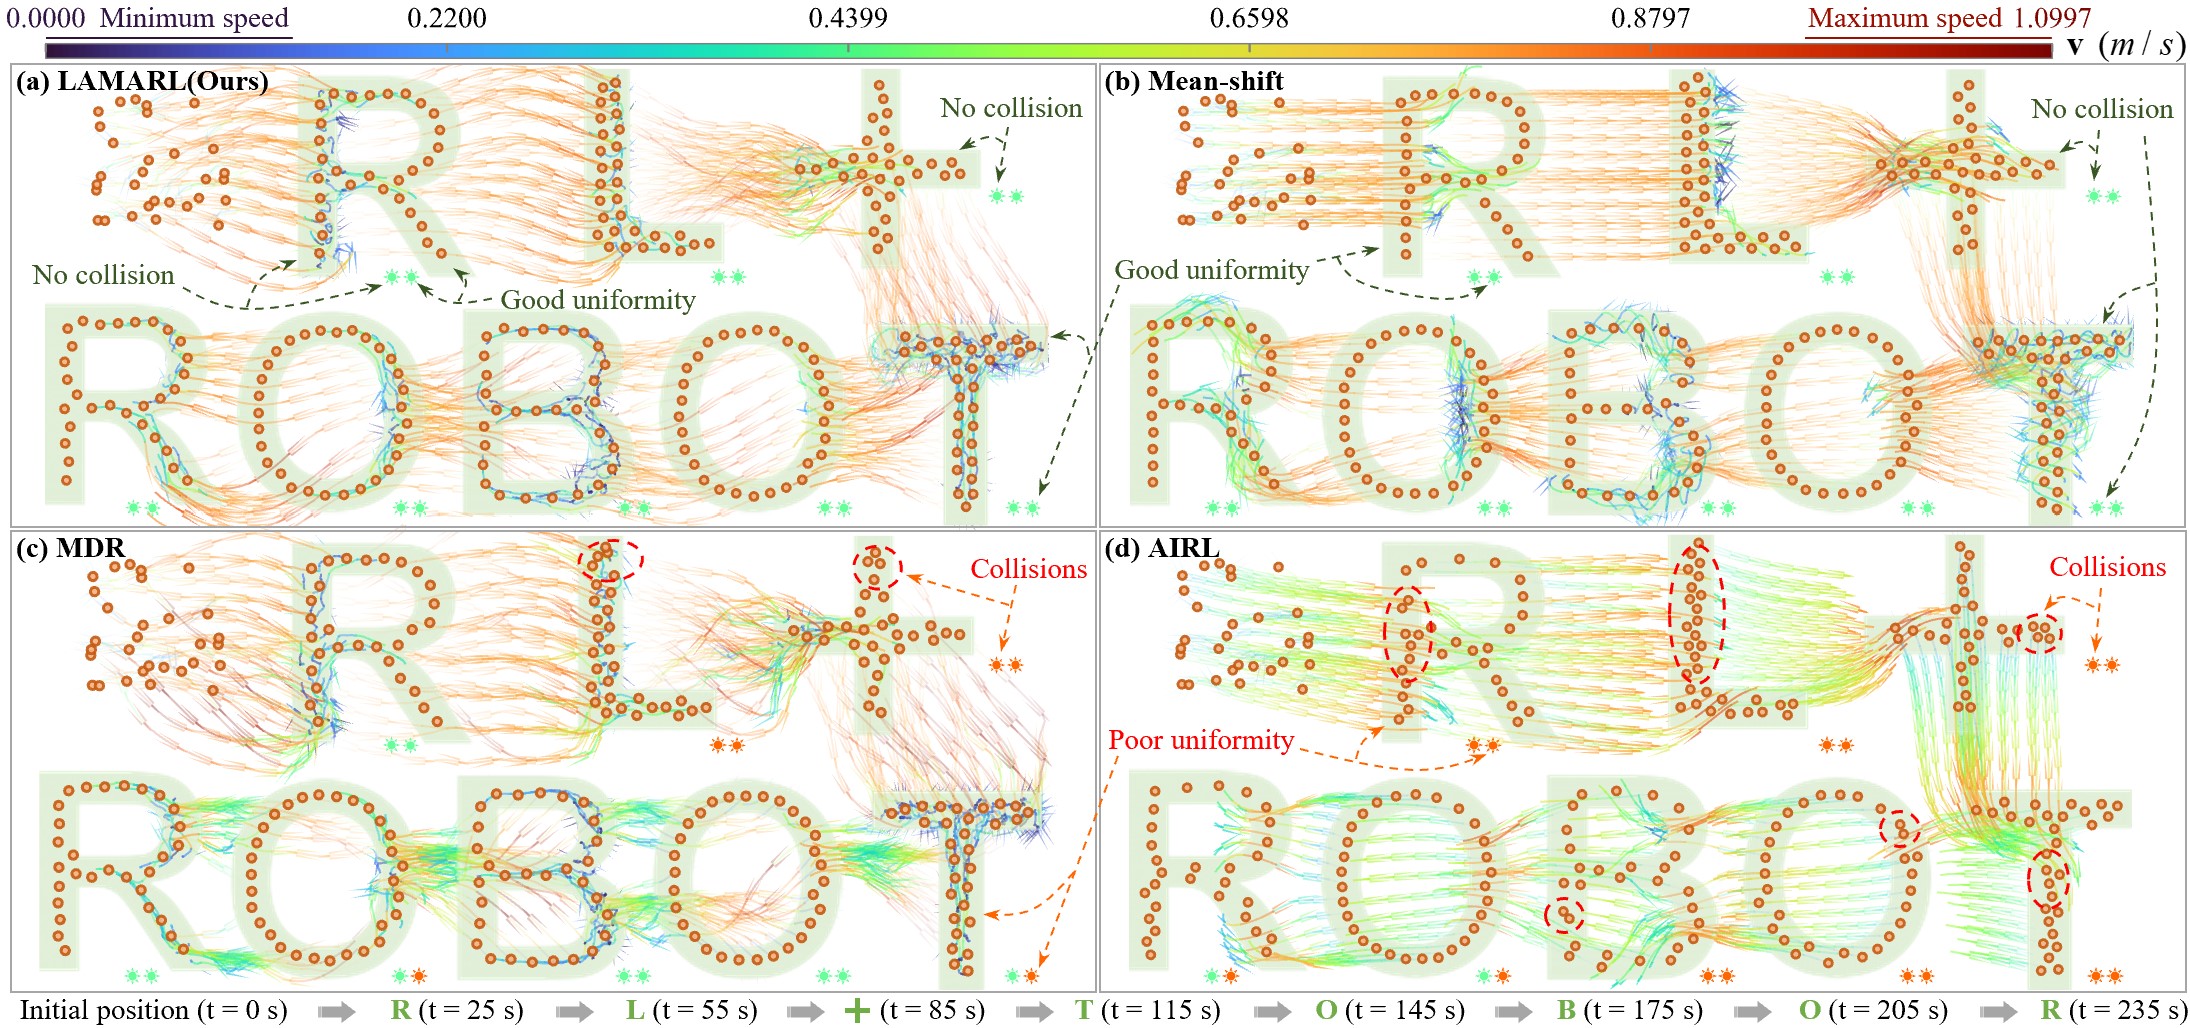 0.0000 Minimum speed 0.2200 0.4399 0.6598 0.8797 Maximum speed 1.0997
v (m / s)
(a) LAMARL(Ours)
No collision
No collision
Good uniformity
(b) Mean-shift
No collision
Good uniformity
(c) MDR
Collisions
(d) AIRL
Collisions
Poor uniformity
Initial position (t = 0 s) R (t = 25 s) L (t = 55 s) + (t = 85 s) T (t = 115 s) O (t = 145 s) B (t = 175 s) O (t = 205 s) R (t = 235 s)